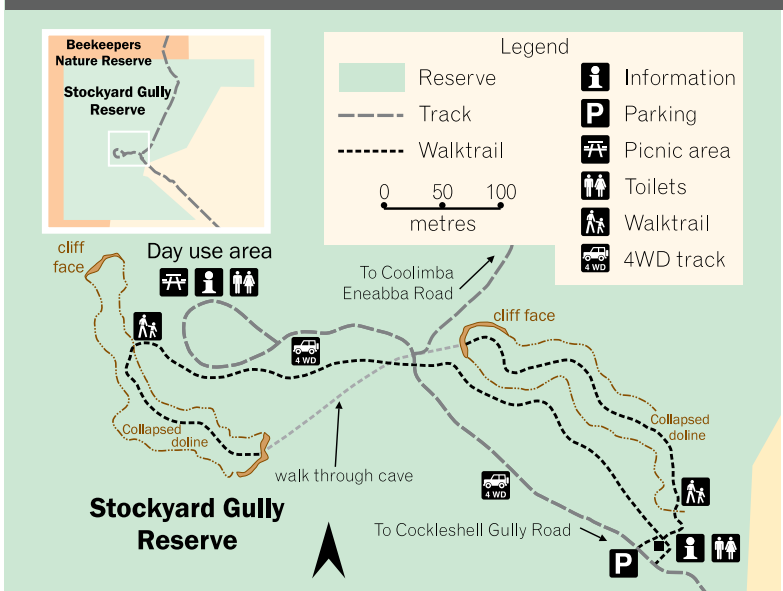 Beekeepers
Nature Reserve
Stockyard Gully
Reserve
Legend
Reserve
Track
Walktrail
0 50 100
metres
Information
P Parking
Picnic area
Toilets
Walktrail
4WD 4WD track
cliff
face
Day use area
To Coolimba
Eneabba Road
cliff face
4 WD
Collapsed
doline
Collapsed
doline
walk through cave
4 WD
Stockyard Gully
Reserve
To Cockleshell Gully Road
P